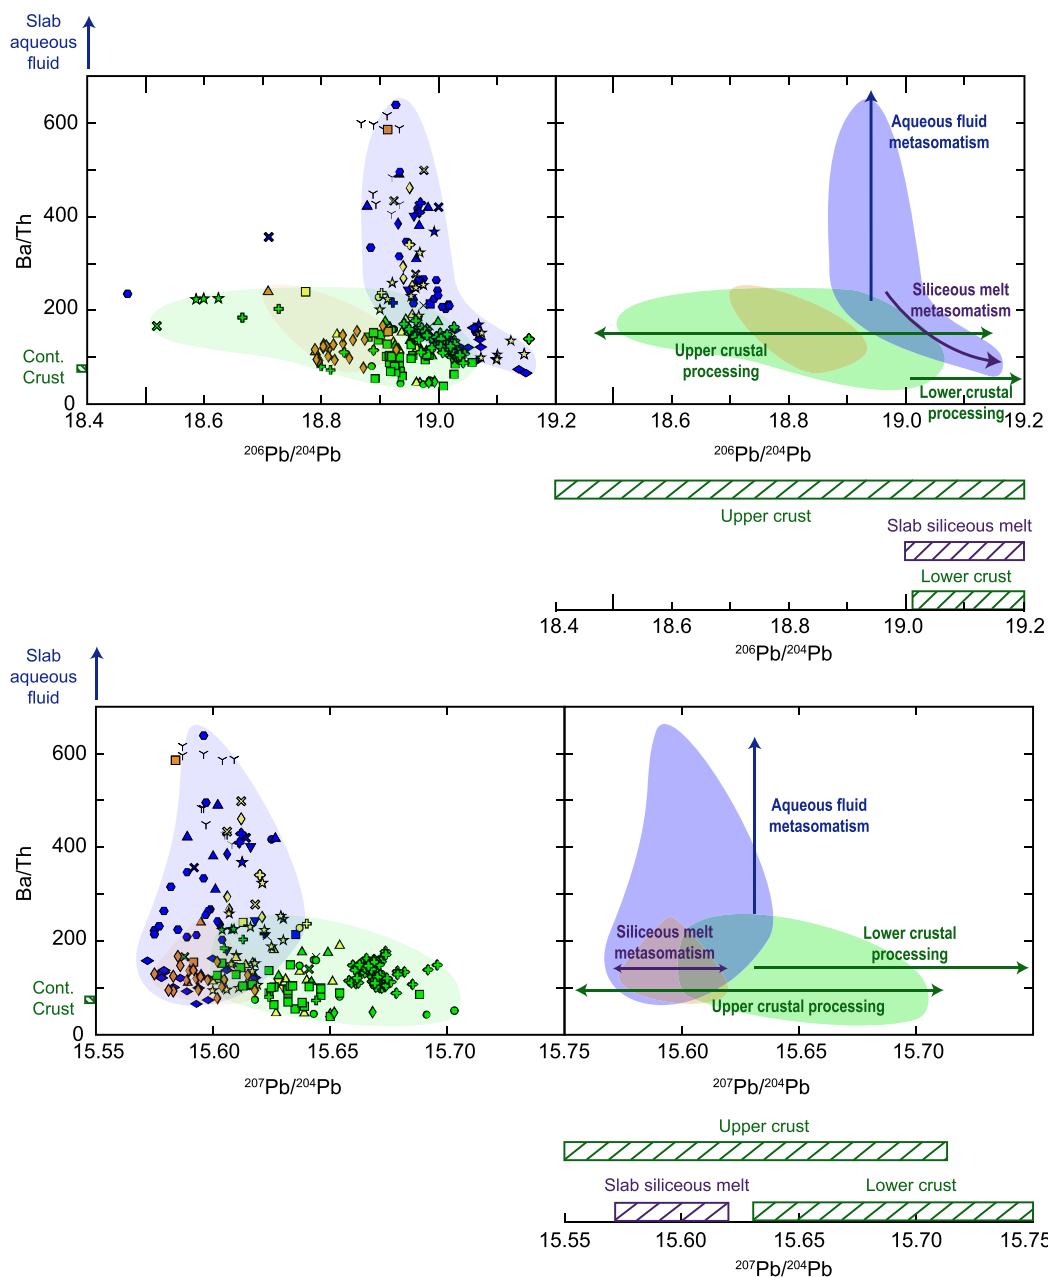 Slab
aqueous
fluid
600
400
200
0
Ba/Th
Cont.
Crust
18.4
18.6
18.8
19.0
18.6
18.8
19.0
19.2
²⁰⁶Pb/²⁰⁴Pb
²⁰⁶Pb/²⁰⁴Pb
Aqueous fluid
metasomatism
Siliceous melt
metasomatism
Upper crustal
processing
Lower crustal
processing
Upper crust
Slab siliceous melt
Lower crust
18.4
18.6
18.8
19.0
19.2
²⁰⁶Pb/²⁰⁴Pb
Slab
aqueous
fluid
600
400
200
0
Ba/Th
Cont.
Crust
15.55
15.60
15.65
15.70
15.75
15.60
15.65
15.70
²⁰⁷Pb/²⁰⁴Pb
²⁰⁷Pb/²⁰⁴Pb
Aqueous fluid
metasomatism
Siliceous melt
metasomatism
Lower crustal
processing
Upper crustal processing
Upper crust
Slab siliceous melt
Lower crust
15.55
15.60
15.65
15.70
15.75
²⁰⁷Pb/²⁰⁴Pb